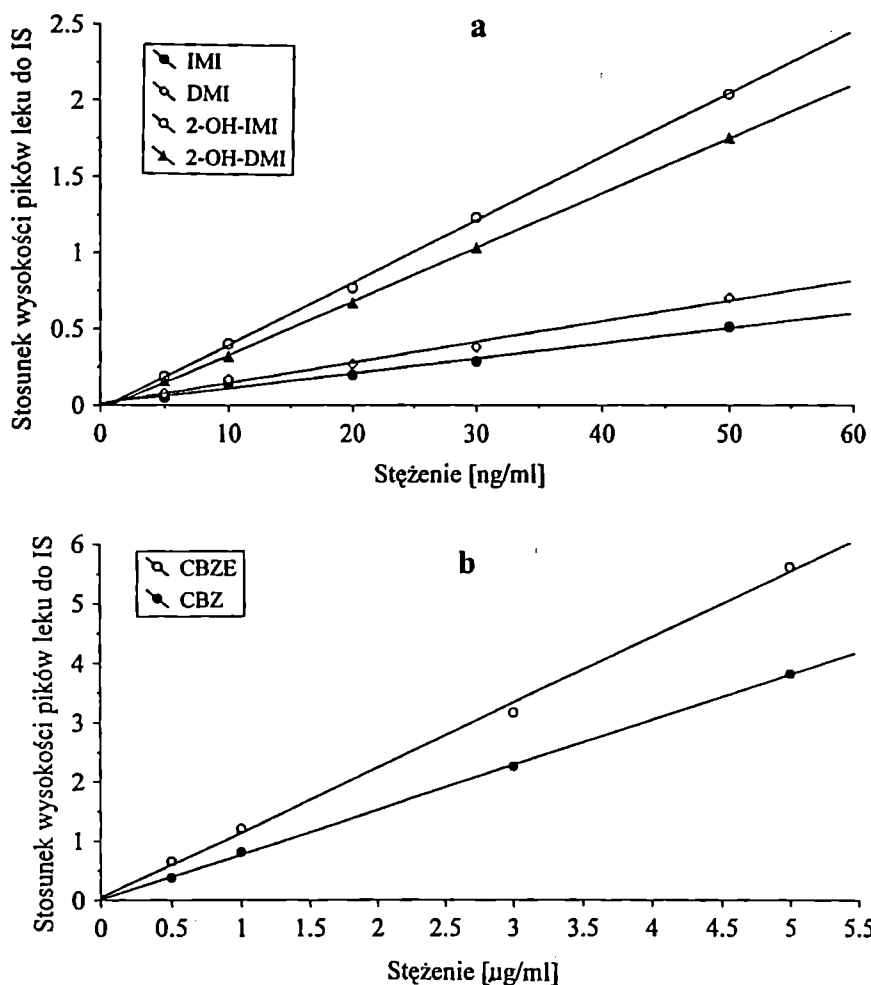 a
Stosunek wysokości pików leku do IS
2.5
2
1.5
1
0.5
0
IMI
DMI
2-OH-IMI
2-OH-DMI
0 10 20 30 40 50 60
Stężenie [ng/ml]
b
Stosunek wysokości pików leku do IS
6
5
4
3
2
1
0
CBZE
CBZ
0 0.5 1 1.5 2 2.5 3 3.5 4 4.5 5 5.5
Stężenie [µg/ml]